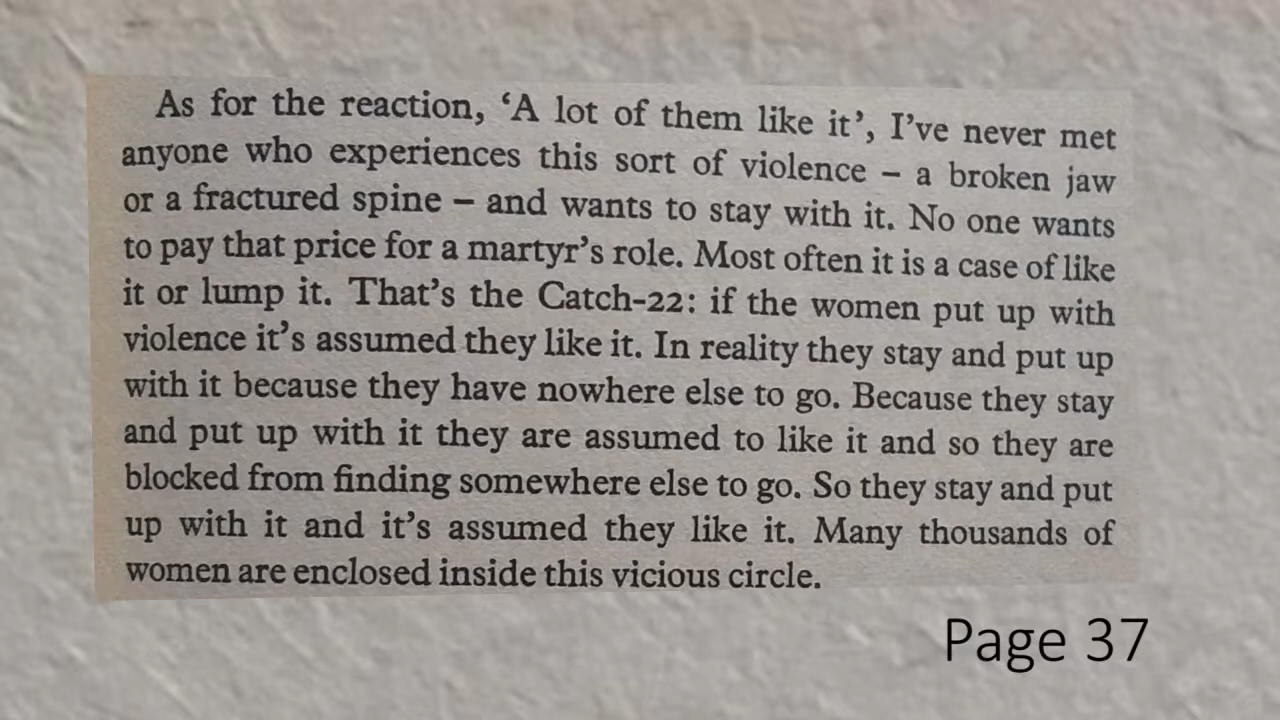 As for the reaction, ‘A lot of them like it’, I’ve never met
anyone who experiences this sort of violence – a broken jaw
or a fractured spine – and wants to stay with it. No one wants
to pay that price for a martyr’s role. Most often it is a case of like
it or lump it. That’s the Catch-22: if the women put up with
violence it’s assumed they like it. In reality they stay and put up
with it because they have nowhere else to go. Because they stay
and put up with it they are assumed to like it and so they are
blocked from finding somewhere else to go. So they stay and put
up with it and it’s assumed they like it. Many thousands of
women are enclosed inside this vicious circle.
Page 37